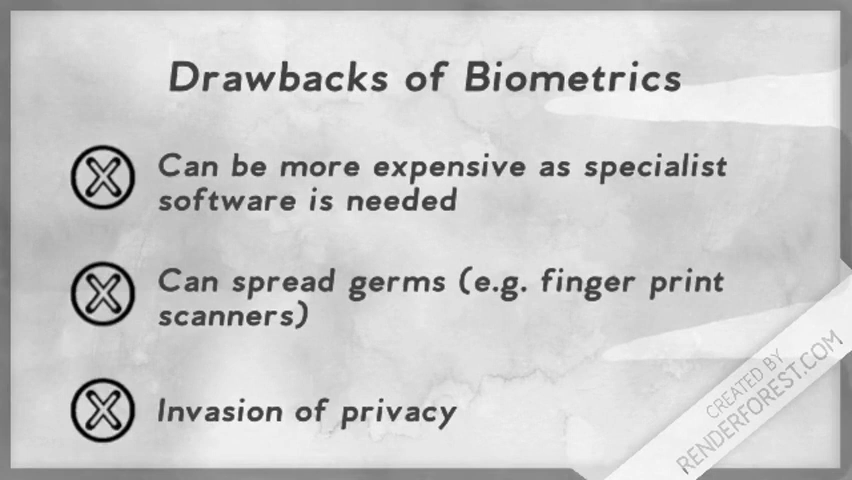 Drawbacks of Biometrics
Can be more expensive as specialist
software is needed
Can spread germs (e.g. finger print
scanners)
Invasion of privacy
CREATED BY
RENDERFOREST.COM